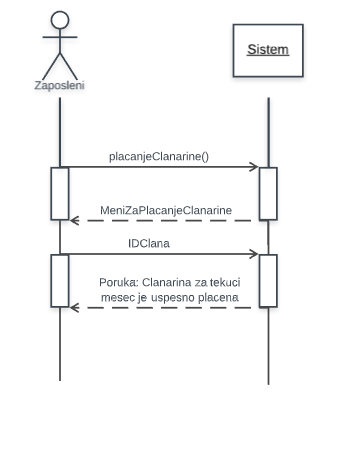 Zaposleni
Sistem
placanjeClanarine()
MeniZaPlacanjeClanarine
IDClana
Poruka: Clanarina za tekuci
mesec je uspesno placena